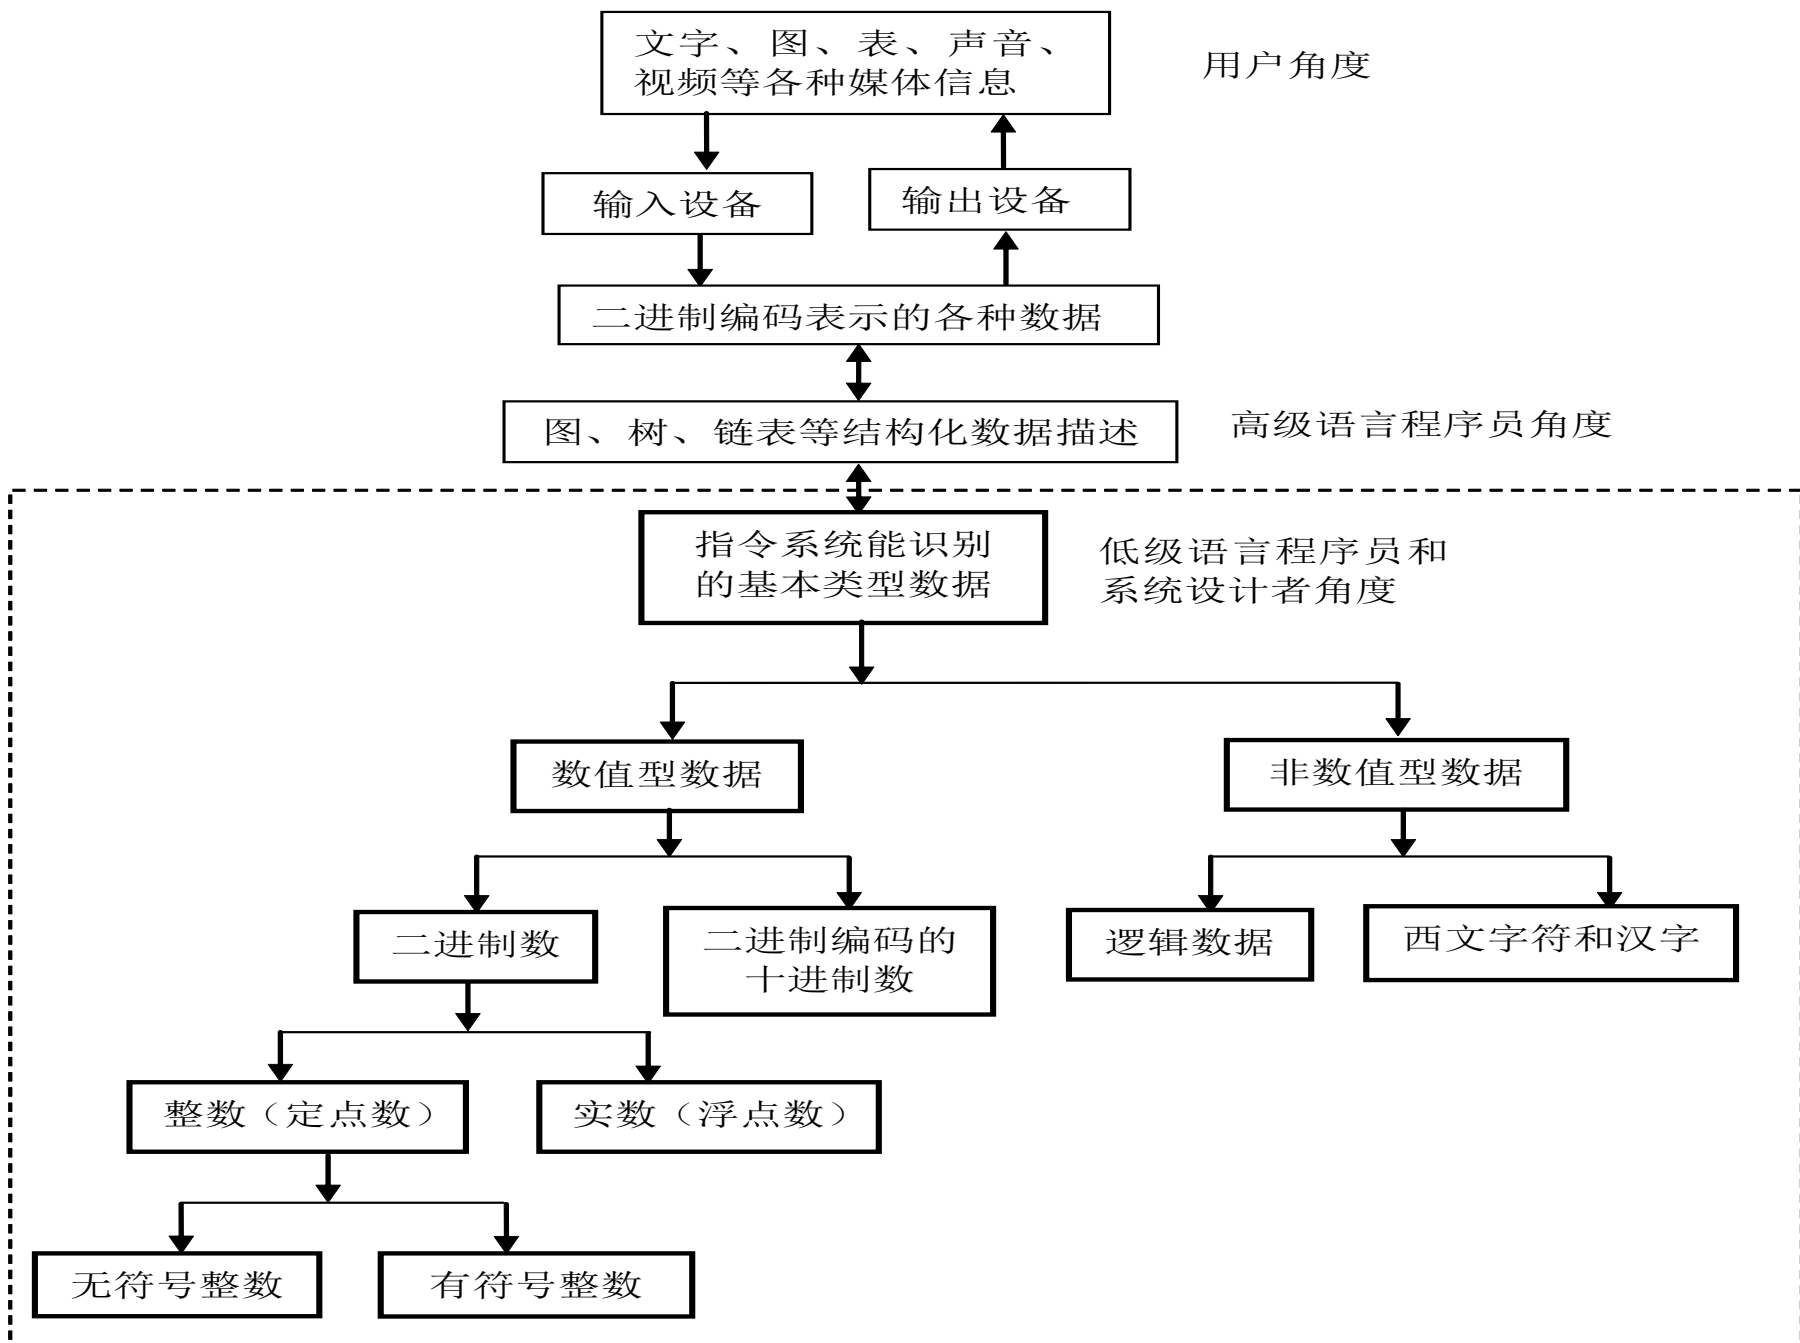 文字、图、表、声音、
视频等各种媒体信息
用户角度
输入设备
输出设备
二进制编码表示的各种数据
图、树、链表等结构化数据描述
高级语言程序员角度
指令系统能识别
的基本类型数据
低级语言程序员和
系统设计者角度
数值型数据
非数值型数据
二进制数
二进制编码的
十进制数
逻辑数据
西文字符和汉字
整数（定点数）
实数（浮点数）
无符号整数
有符号整数